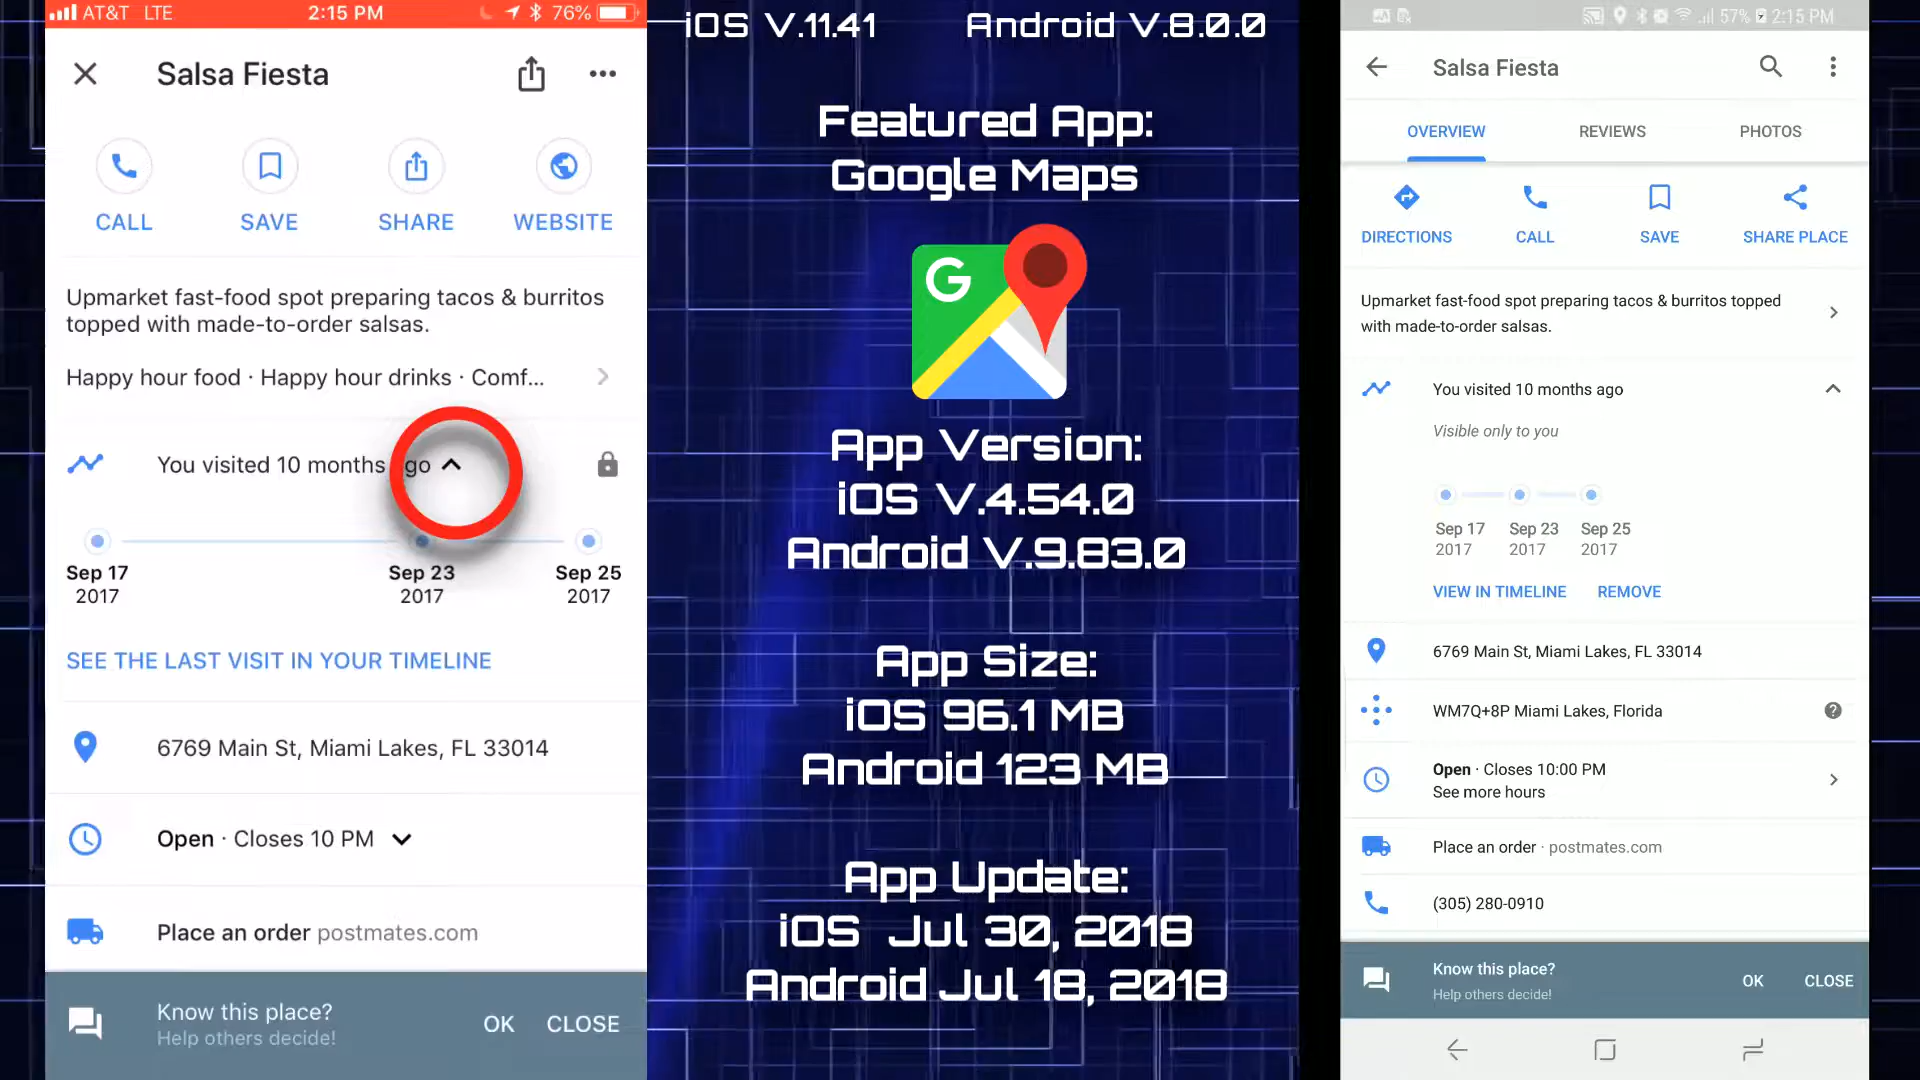 AT&T LTE 2:15 PM 76%
Salsa Fiesta
CALL SAVE SHARE WEBSITE
Upmarket fast-food spot preparing tacos & burritos
topped with made-to-order salsas.
Happy hour food · Happy hour drinks · Comf...
You visited 10 months go
Sep 17 Sep 23 Sep 25
2017 2017 2017
SEE THE LAST VISIT IN YOUR TIMELINE
6769 Main St, Miami Lakes, FL 33014
Open · Closes 10 PM
Place an order postmates.com
Know this place?
Help others decide!
OK CLOSE
iOS V.11.41 Android V.8.0.0
Featured App:
Google Maps
G
App Version:
iOS V.4.54.0
Android V.9.83.0
App Size:
iOS 96.1 MB
Android 123 MB
App Update:
iOS Jul 30, 2018
Android Jul 18, 2018
57% 2:15 PM
Salsa Fiesta
OVERVIEW REVIEWS PHOTOS
DIRECTIONS CALL SAVE SHARE PLACE
Upmarket fast-food spot preparing tacos & burritos topped
with made-to-order salsas.
You visited 10 months ago
Visible only to you
Sep 17 Sep 23 Sep 25
2017 2017 2017
VIEW IN TIMELINE REMOVE
6769 Main St, Miami Lakes, FL 33014
WM7Q+8P Miami Lakes, Florida
Open · Closes 10:00 PM
See more hours
Place an order · postmates.com
(305) 280-0910
Know this place?
Help others decide!
OK CLOSE